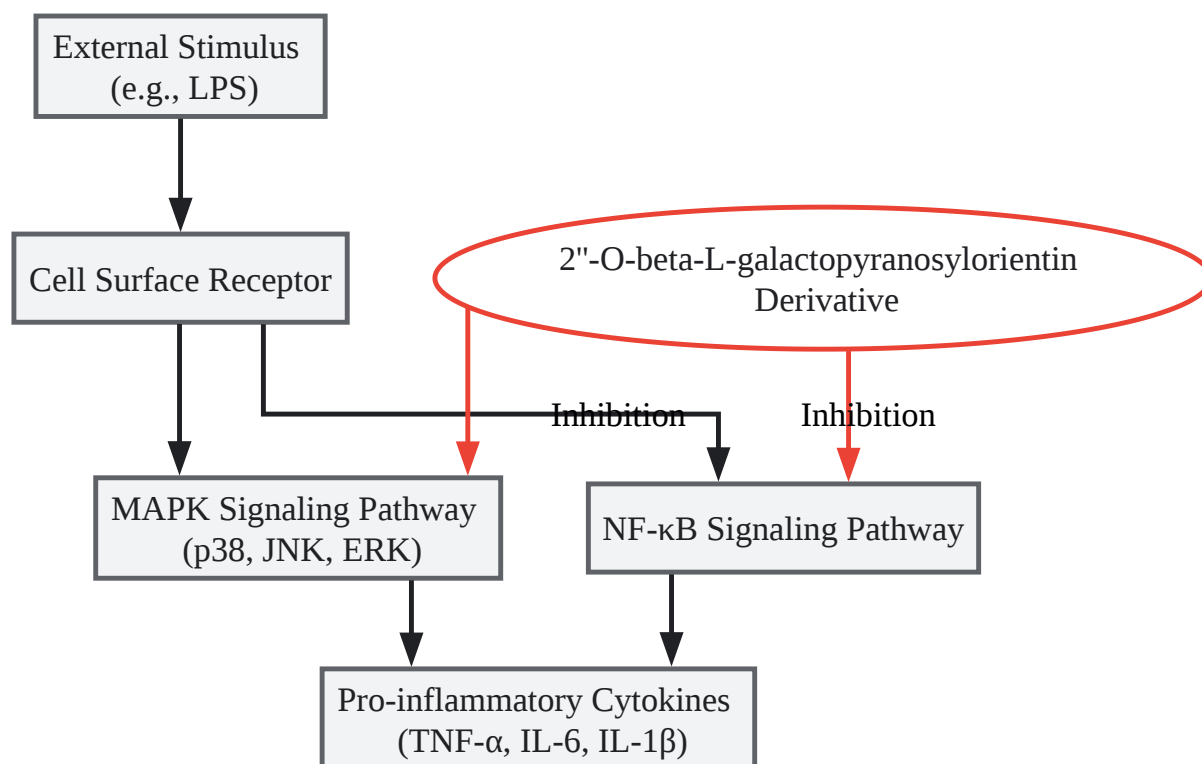 External Stimulus
(e.g., LPS)
Cell Surface Receptor
2"-O-beta-L-galactopyranosylorientin
Derivative
Inhibition
Inhibition
MAPK Signaling Pathway
(p38, JNK, ERK)
NF-κB Signaling Pathway
Pro-inflammatory Cytokines
(TNF-α, IL-6, IL-1β)